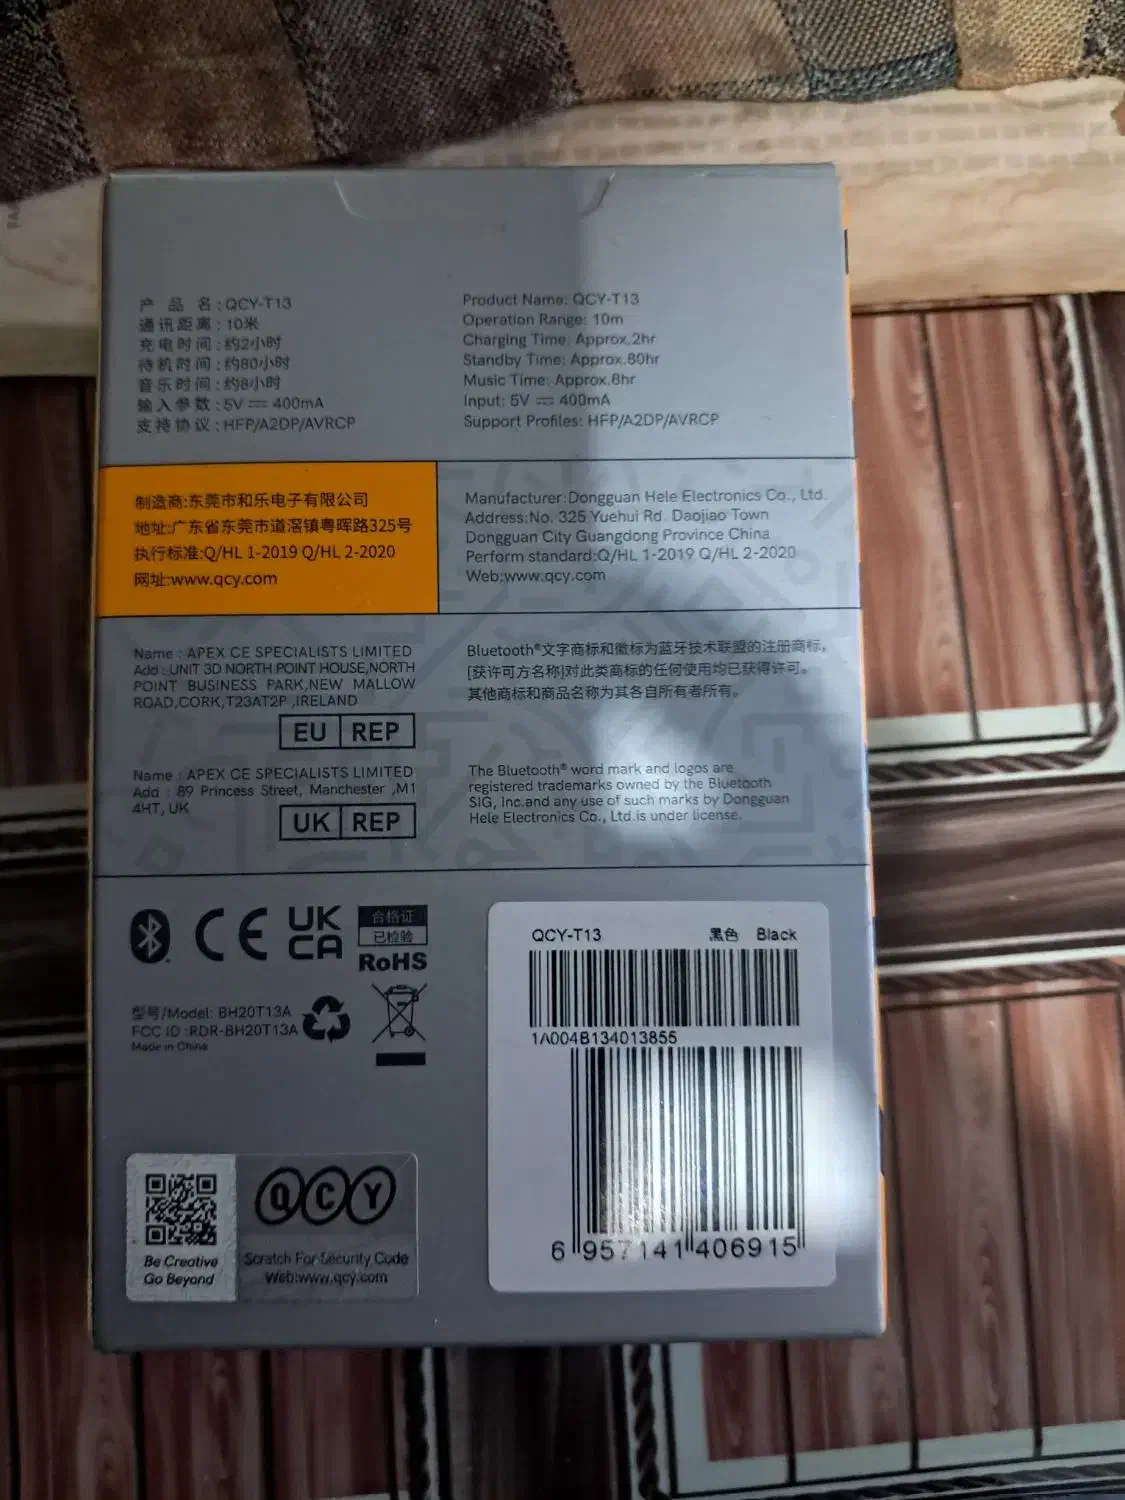 产品名:QCY-T13
通讯距离:10米
充电时间:约2小时
待机时间:约80小时
音乐时间:约8小时
输入参数:5V⎓400mA
支持协议:HFP/A2DP/AVRCP
Product Name: QCY-T13
Operation Range: 10m
Charging Time: Approx.2hr
Standby Time: Approx.80hr
Music Time: Approx.8hr
Input: 5V⎓400mA
Support Profiles: HFP/A2DP/AVRCP
制造商:东莞市和乐电子有限公司
地址:广东省东莞市道滘镇粤晖路325号
执行标准:Q/HL 1-2019 Q/HL 2-2020
网址:www.qcy.com
Manufacturer:Dongguan Hele Electronics Co., Ltd.
Address:No. 325 Yuehui Rd. Daojiao Town
Dongguan City Guangdong Province China
Perform standard:Q/HL 1-2019 Q/HL 2-2020
Web:www.qcy.com
Name : APEX CE SPECIALISTS LIMITED
Add : UNIT 3D NORTH POINT HOUSE,NORTH
POINT BUSINESS PARK,NEW MALLOW
ROAD,CORK,T23AT2P ,IRELAND
EU REP
Name : APEX CE SPECIALISTS LIMITED
Add : 89 Princess Street, Manchester ,M1
4HT, UK
UK REP
Bluetooth®文字商标和徽标为蓝牙技术联盟的注册商标,
[获许可方名称]对此类商标的任何使用均已获得许可。
其他商标和商品名称为其各自所有者所有。
The Bluetooth® word mark and logos are
registered trademarks owned by the Bluetooth
SIG, Inc.and any use of such marks by Dongguan
Hele Electronics Co., Ltd.is under license.
CE
UK
CA
合格证
已检验
RoHS
型号/Model: BH20T13A
FCC ID :RDR-BH20T13A
Made in China
QCY-T13 黑色 Black
1A004B134013855
6 957141 406915
QCY
Be Creative
Go Beyond
Scratch For Security Code
Web:www.qcy.com